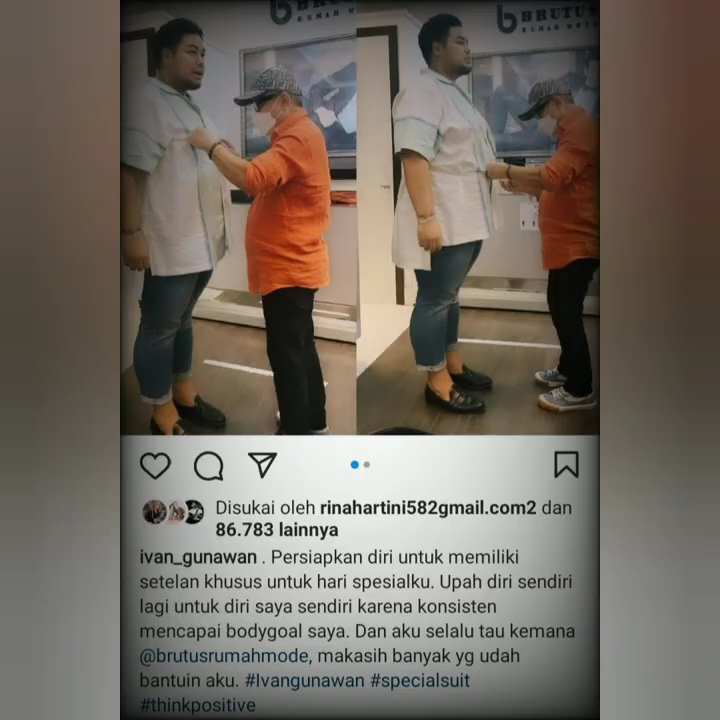 BRUTUS
RUMAH MODE
Disukai oleh rinahartini582gmail.com2 dan
86.783 lainnya
ivan_gunawan . Persiapkan diri untuk memiliki
setelan khusus untuk hari spesialku. Upah diri sendiri
lagi untuk diri saya sendiri karena konsisten
mencapai bodygoal saya. Dan aku selalu tau kemana
@brutusrumahmode, makasih banyak yg udah
bantuin aku. #Ivangunawan #specialsuit
#thinkpositive